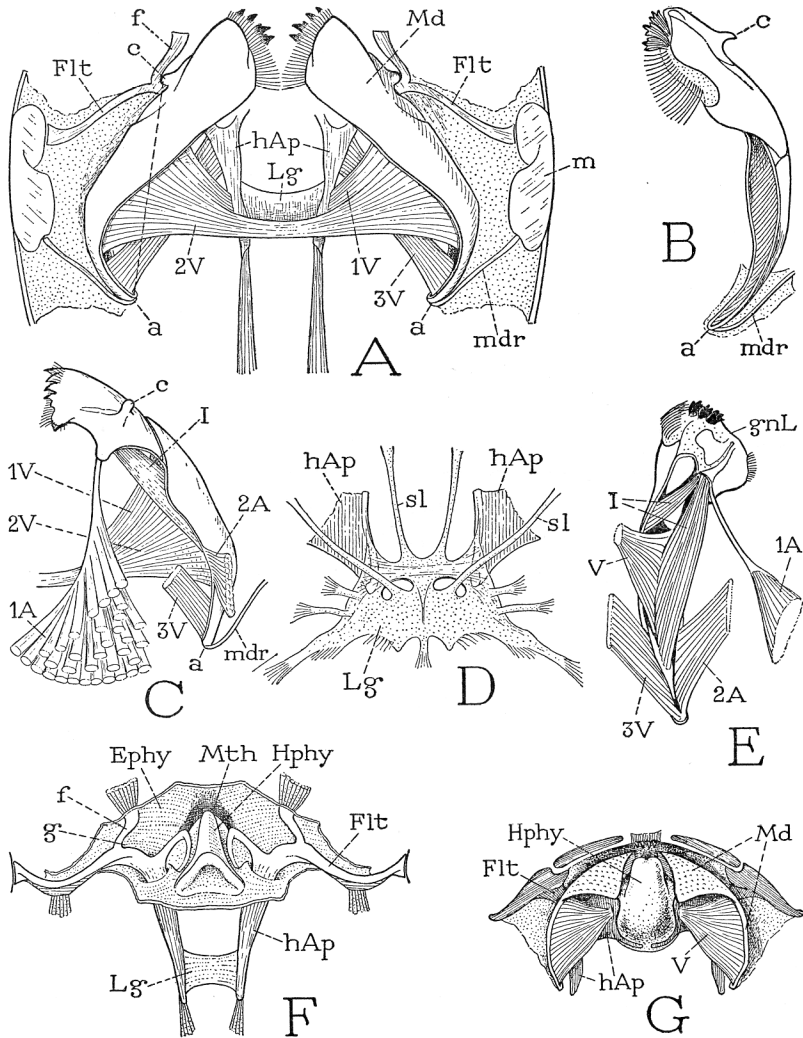 f
Md
c
Flt
Flt
hAp
Lg
m
2V
1V
3V
a
a
mdr
A
c
B
a
mdr
c
I
1V
2V
2A
1A
3V
a
mdr
C
hAp
hAp
sl
sl
Lg
D
gnL
I
V
1A
2A
3V
E
Ephy
Mth
Hphy
f
g
Flt
hAp
Lg
F
Hphy
Md
Flt
V
hAp
G